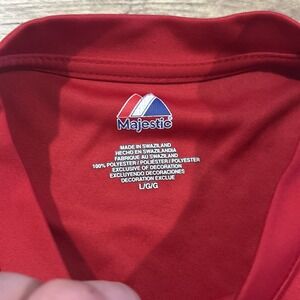 Majestic
MADE IN SWAZILAND
HECHO EN SWAZILANDIA
FABRIQUE AU SWAZILAND
100% POLYESTER / POLIÉSTER / POLYESTER
EXCLUSIVE OF DECORATION
EXCLUYENDO DECORACIONES
DECORATION EXCLUE
L/G/G